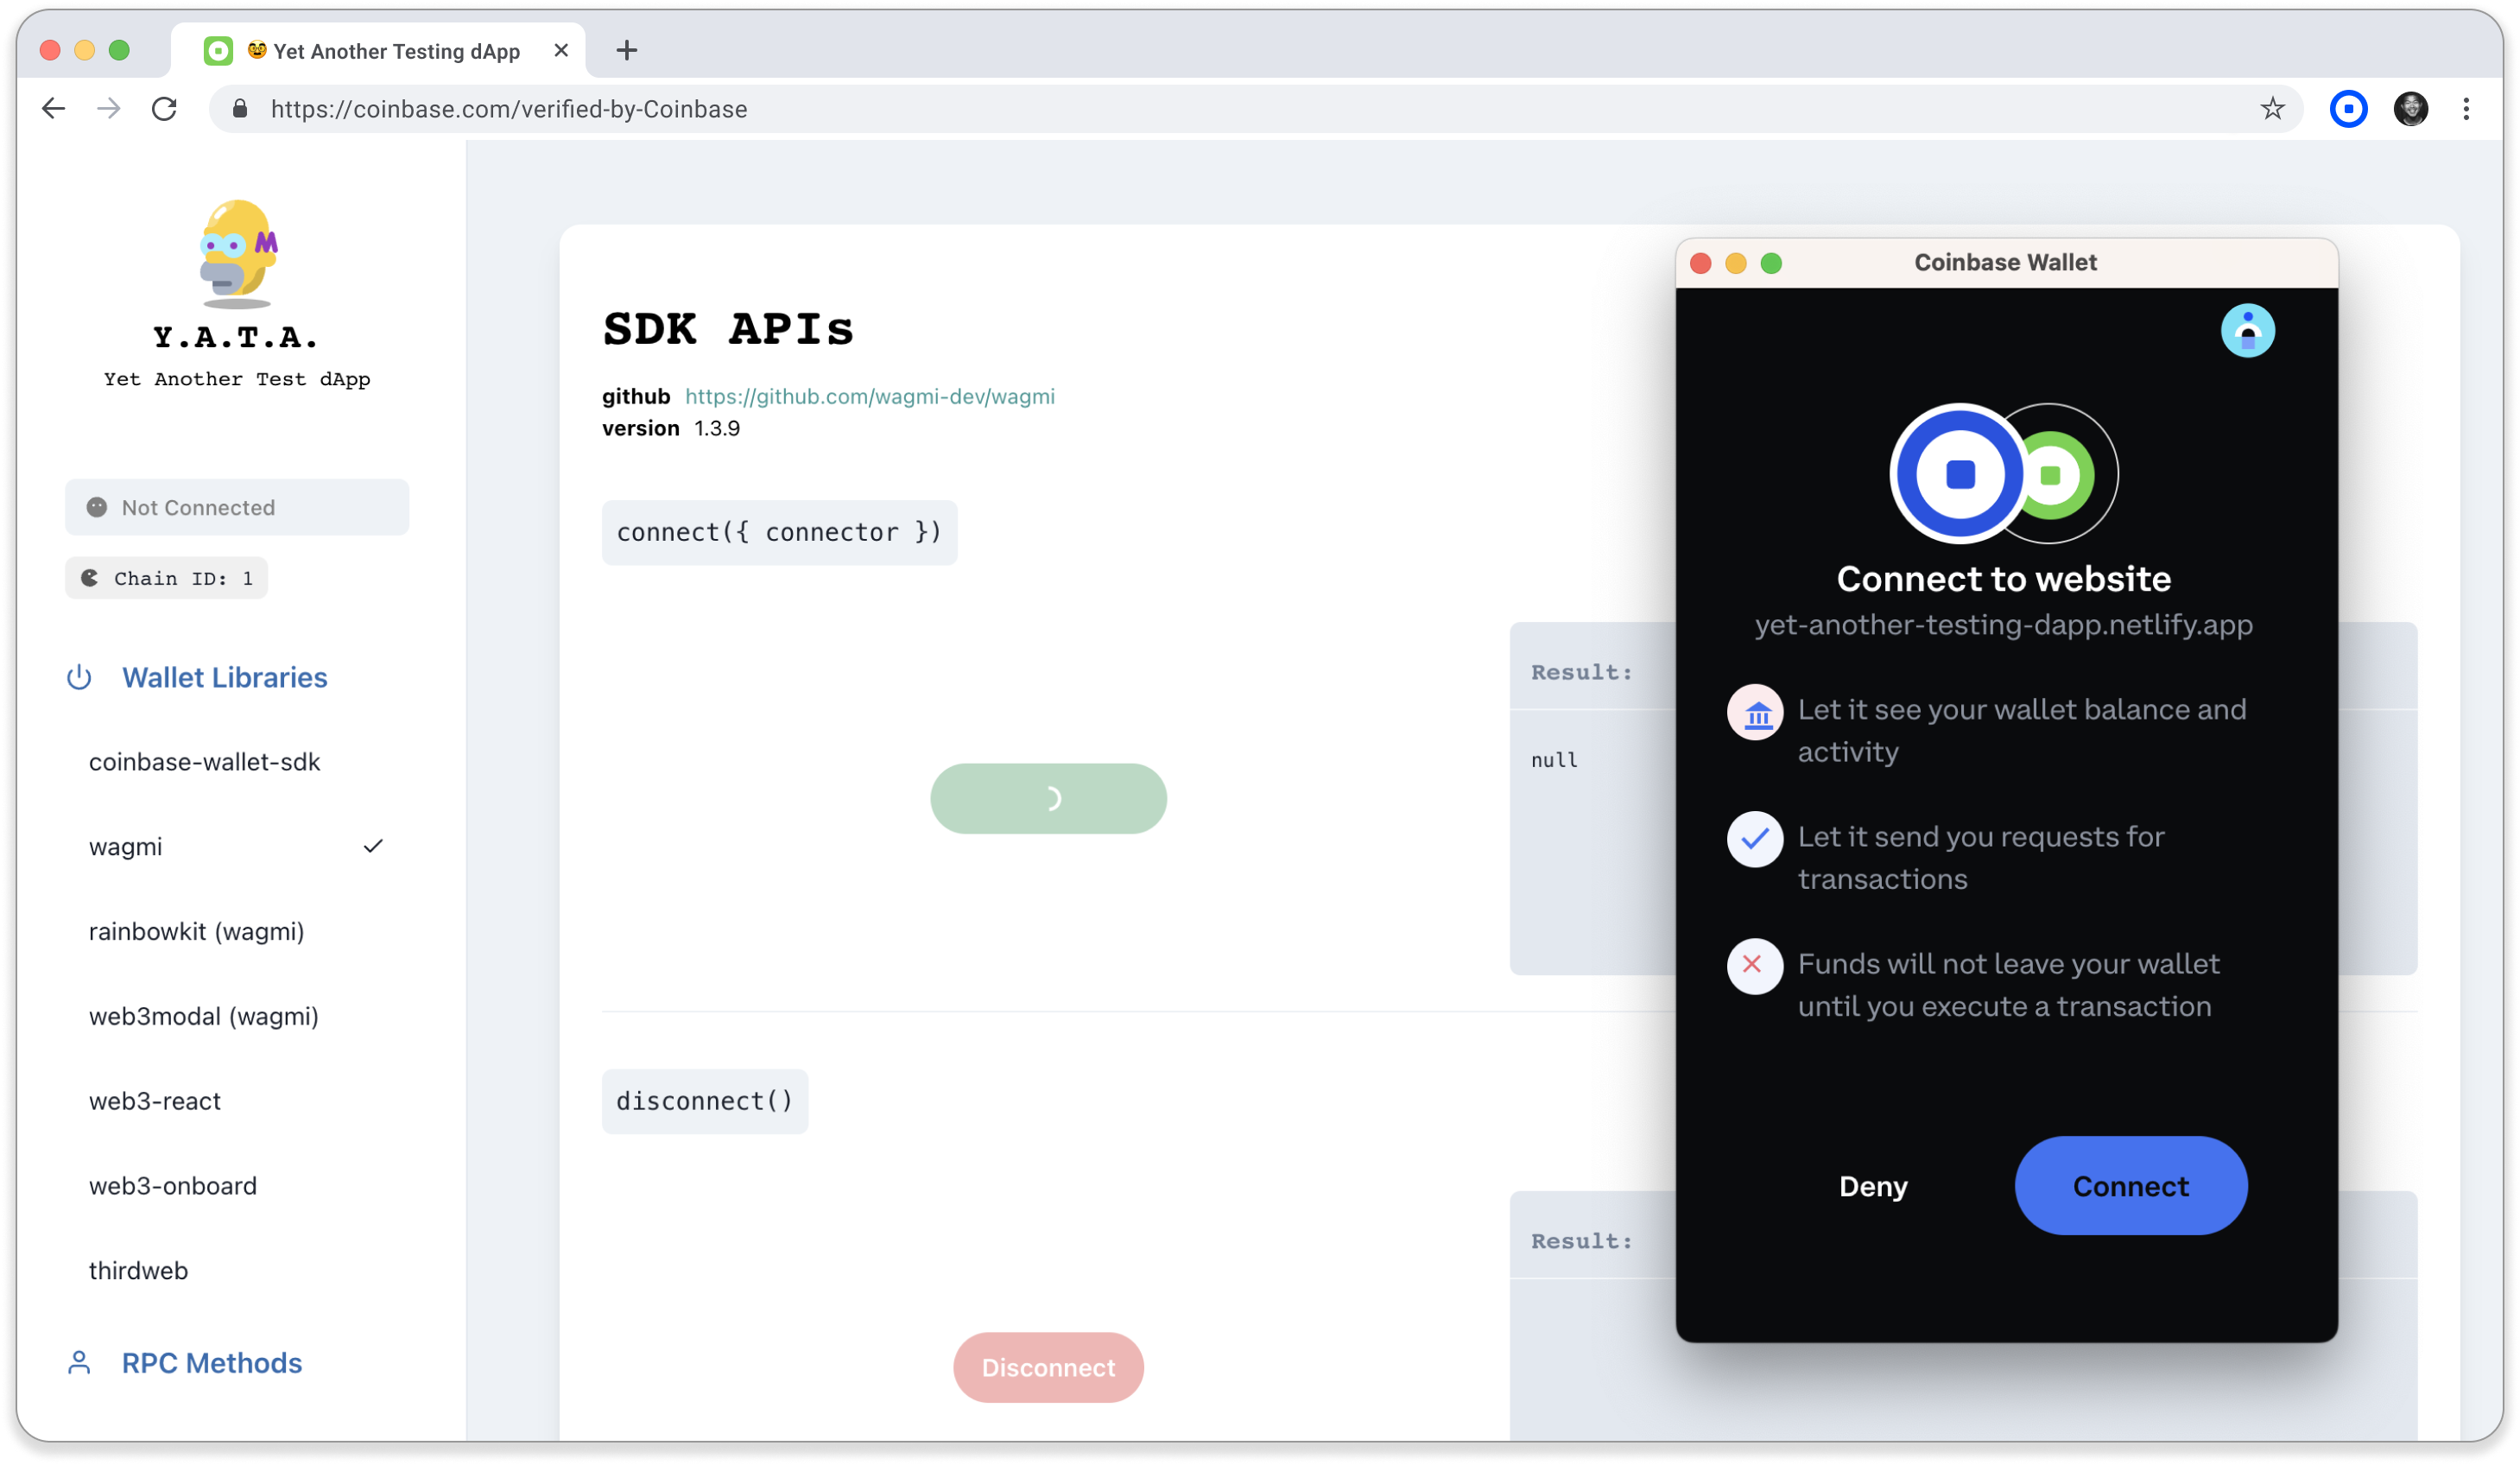 Yet Another Testing dApp
https://coinbase.com/verified-by-Coinbase
M
Y.A.T.A.
Yet Another Test dApp
Not Connected
Chain ID: 1
Wallet Libraries
coinbase-wallet-sdk
wagmi
rainbowkit (wagmi)
web3modal (wagmi)
web3-react
web3-onboard
thirdweb
RPC Methods
SDK APIs
github https://github.com/wagmi-dev/wagmi
version 1.3.9
connect({ connector })
Result:
null
disconnect()
Disconnect
Result:
Coinbase Wallet
Connect to website
yet-another-testing-dapp.netlify.app
Let it see your wallet balance and
activity
Let it send you requests for
transactions
Funds will not leave your wallet
until you execute a transaction
Deny
Connect